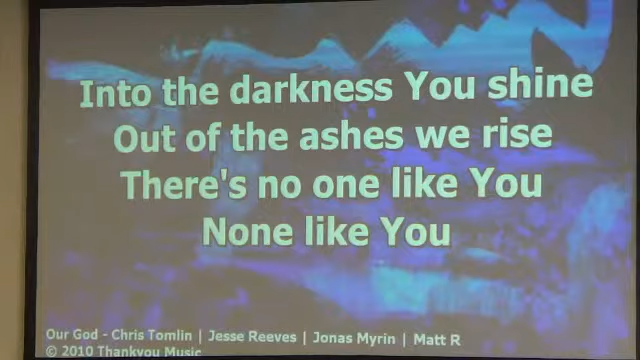 Into the darkness You shine
Out of the ashes we rise
There's no one like You
None like You
Our God - Chris Tomlin | Jesse Reeves | Jonas Myrin | Matt R
© 2010 Thankyou Music